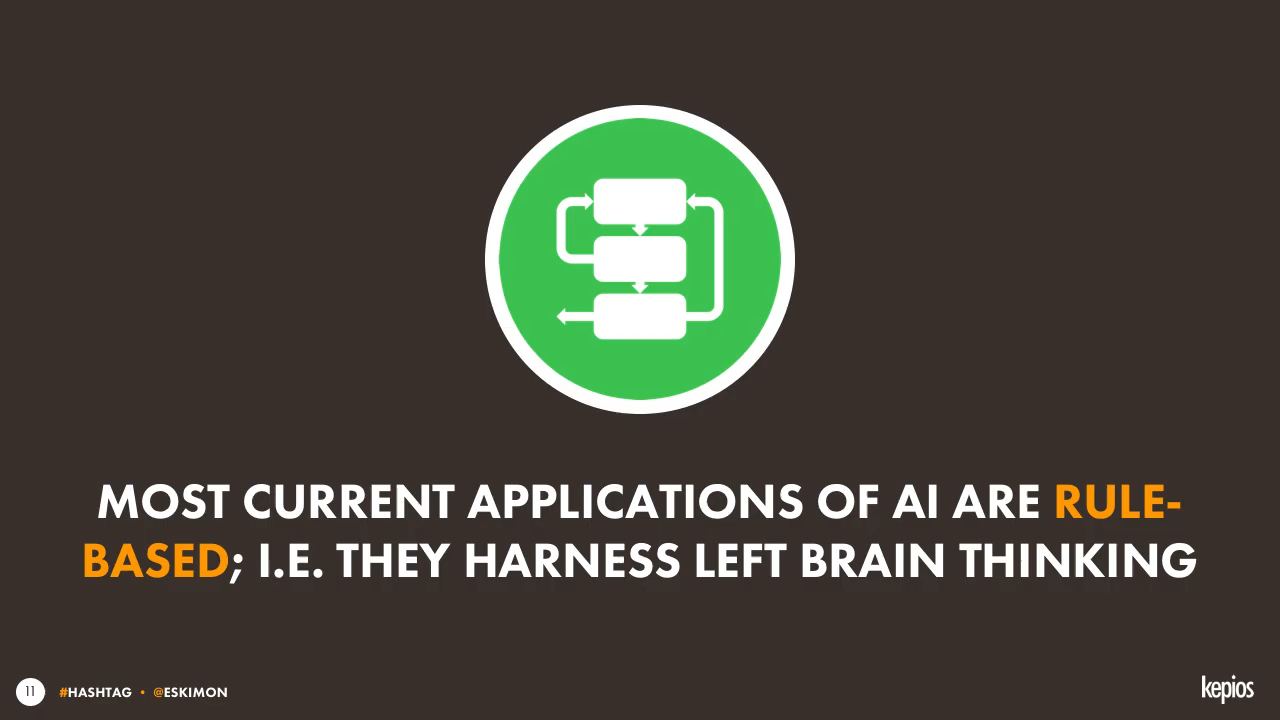 MOST CURRENT APPLICATIONS OF AI ARE RULE-
BASED; I.E. THEY HARNESS LEFT BRAIN THINKING
11 #HASHTAG • @ESKIMON
kepios